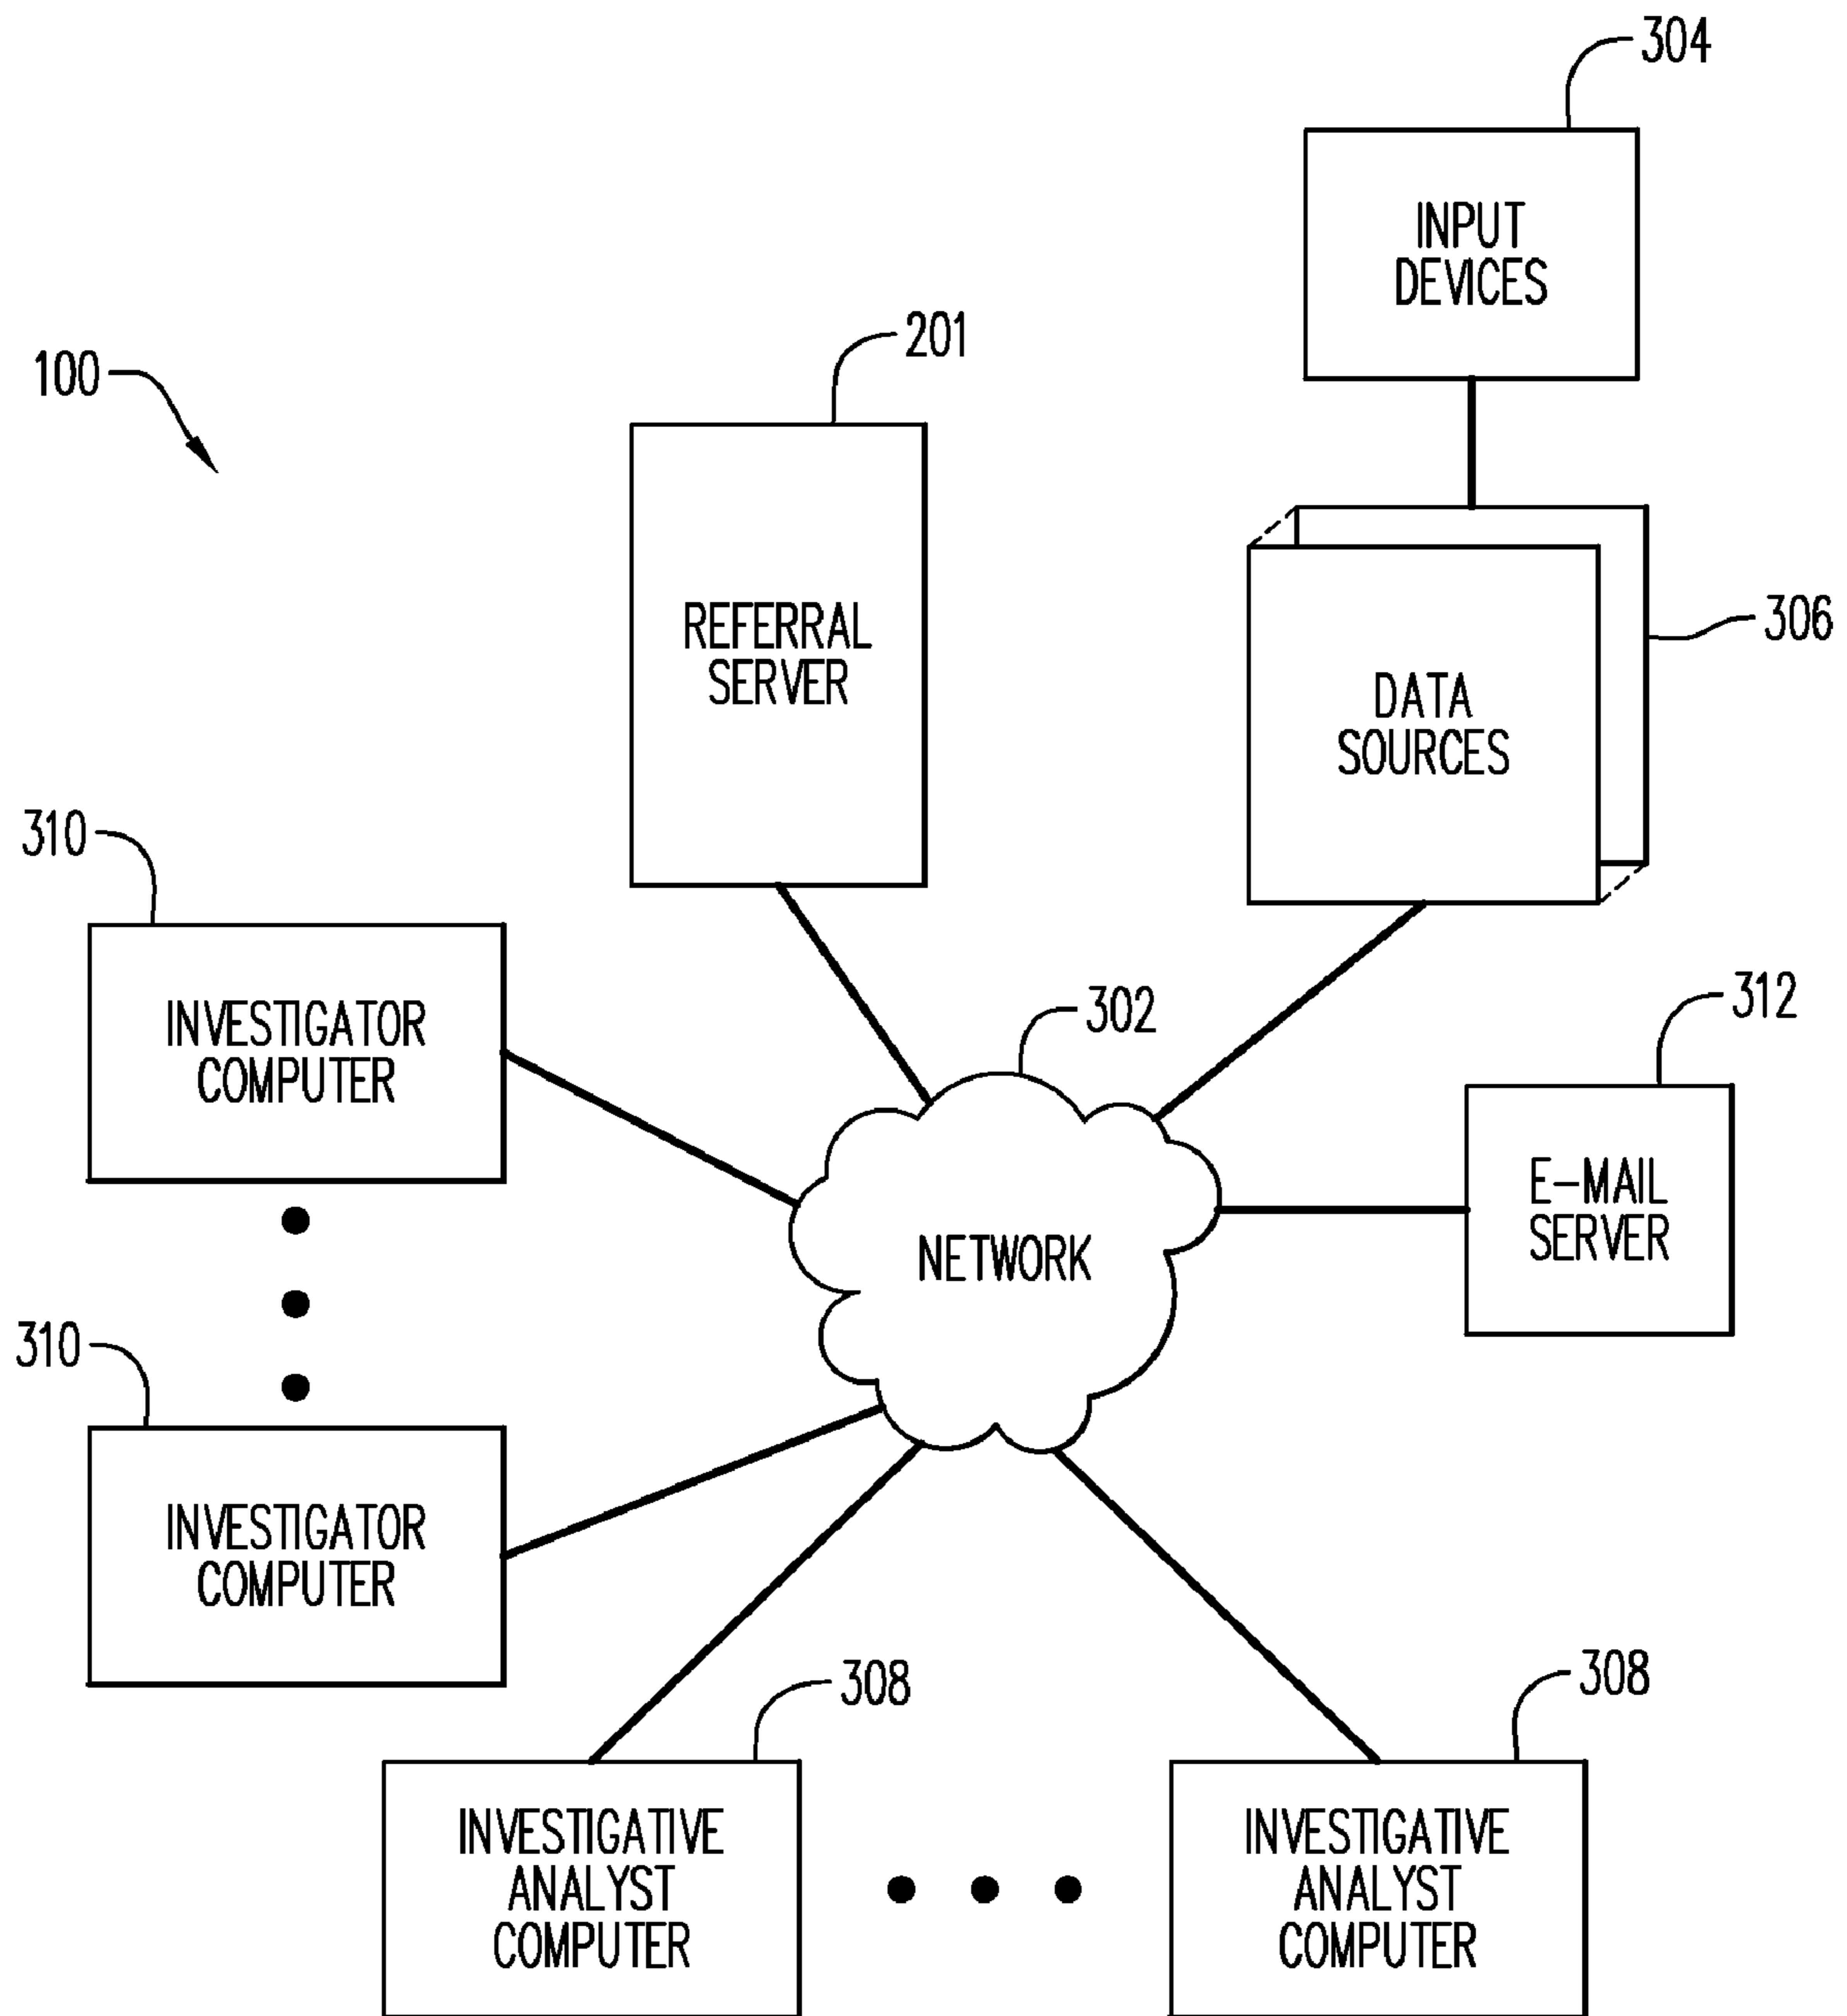 304
INPUT
DEVICES
201
100
REFERRAL
SERVER
306
DATA
SOURCES
310
INVESTIGATOR
COMPUTER
302
312
E-MAIL
SERVER
NETWORK
310
INVESTIGATOR
COMPUTER
308
308
INVESTIGATIVE
ANALYST
COMPUTER
INVESTIGATIVE
ANALYST
COMPUTER